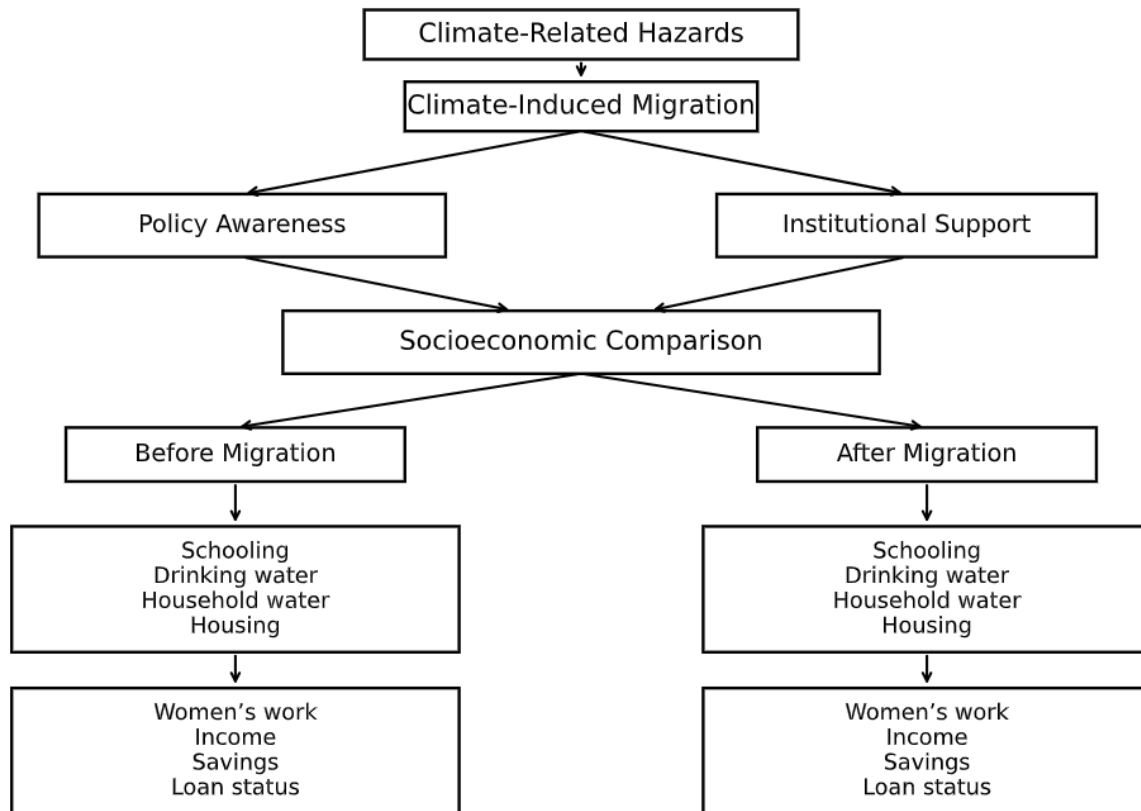 Climate-Related Hazards
Climate-Induced Migration
Policy Awareness
Institutional Support
Socioeconomic Comparison
Before Migration
After Migration
Schooling
Drinking water
Household water
Housing
Schooling
Drinking water
Household water
Housing
Women’s work
Income
Savings
Loan status
Women’s work
Income
Savings
Loan status